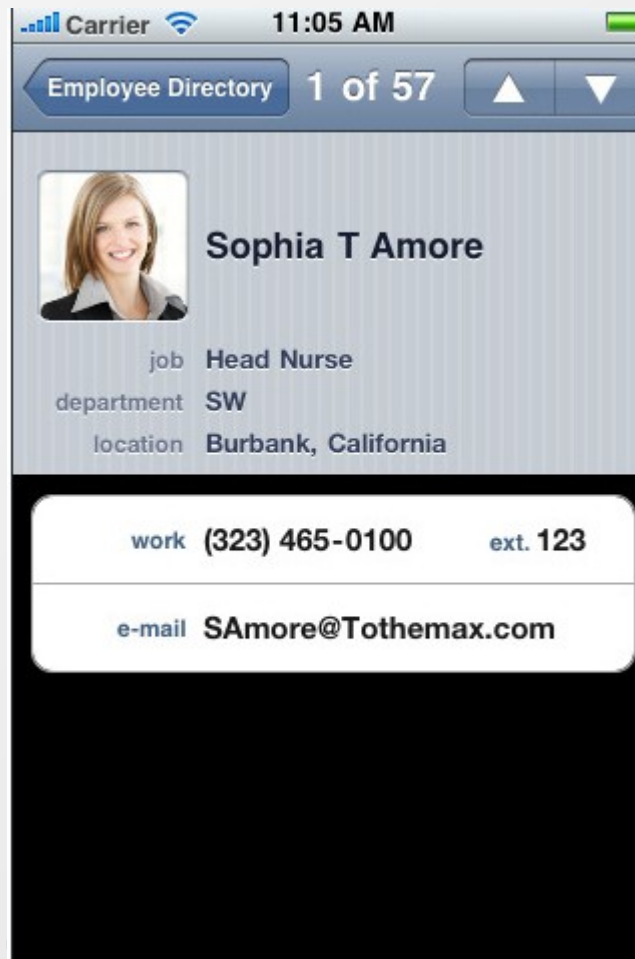 Carrier 11:05 AM
Employee Directory 1 of 57
Sophia T Amore
job Head Nurse
department SW
location Burbank, California
work (323) 465-0100 ext. 123
e-mail SAmore@Tothemax.com